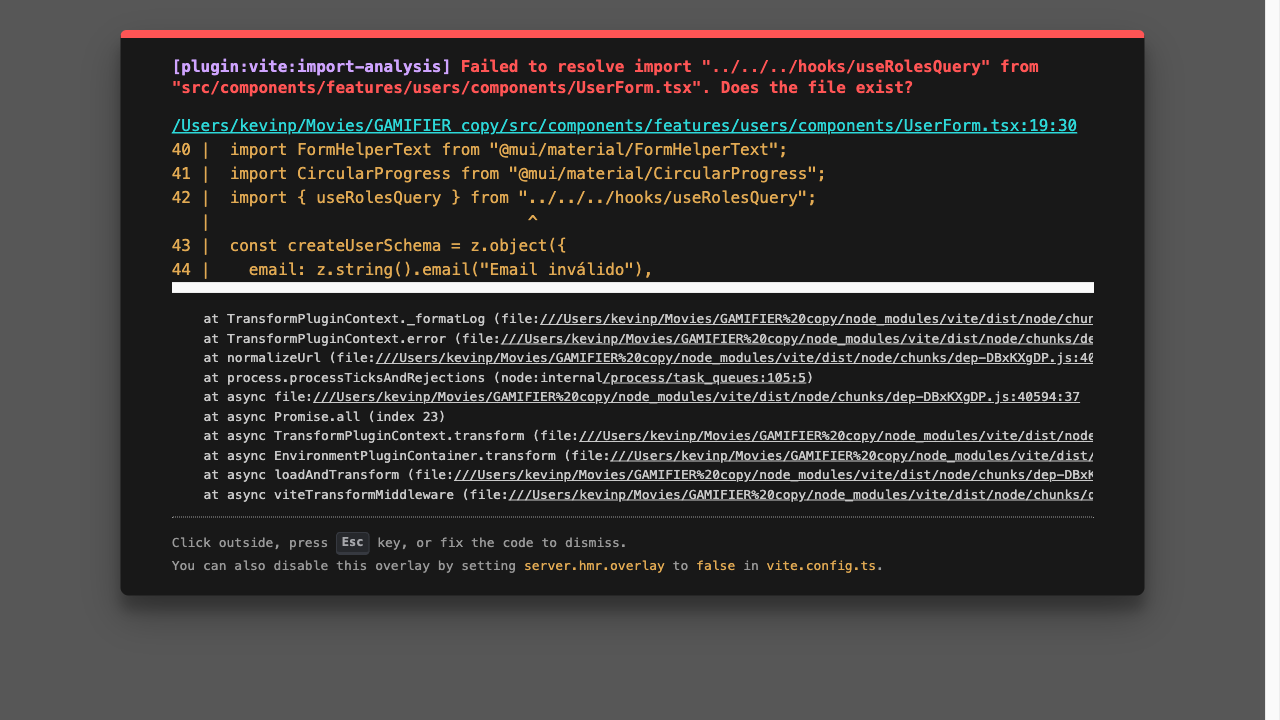 [plugin:vite:import-analysis] Failed to resolve import "../../../hooks/useRolesQuery" from
"src/components/features/users/components/UserForm.tsx". Does the file exist?
/Users/kevinp/Movies/GAMIFIER copy/src/components/features/users/components/UserForm.tsx:19:30
40 |  import FormHelperText from "@mui/material/FormHelperText";
41 |  import CircularProgress from "@mui/material/CircularProgress";
42 |  import { useRolesQuery } from "../../../hooks/useRolesQuery";
   |                                 ^
43 |  const createUserSchema = z.object({
44 |    email: z.string().email("Email inválido"),
at TransformPluginContext._formatLog (file:///Users/kevinp/Movies/GAMIFIER%20copy/node_modules/vite/dist/node/chun
at TransformPluginContext.error (file:///Users/kevinp/Movies/GAMIFIER%20copy/node_modules/vite/dist/node/chunks/de
at normalizeUrl (file:///Users/kevinp/Movies/GAMIFIER%20copy/node_modules/vite/dist/node/chunks/dep-DBxKXgDP.js:40
at process.processTicksAndRejections (node:internal/process/task_queues:105:5)
at async file:///Users/kevinp/Movies/GAMIFIER%20copy/node_modules/vite/dist/node/chunks/dep-DBxKXgDP.js:40594:37
at async Promise.all (index 23)
at async TransformPluginContext.transform (file:///Users/kevinp/Movies/GAMIFIER%20copy/node_modules/vite/dist/node
at async EnvironmentPluginContainer.transform (file:///Users/kevinp/Movies/GAMIFIER%20copy/node_modules/vite/dist/
at async loadAndTransform (file:///Users/kevinp/Movies/GAMIFIER%20copy/node_modules/vite/dist/node/chunks/dep-DBxK
at async viteTransformMiddleware (file:///Users/kevinp/Movies/GAMIFIER%20copy/node_modules/vite/dist/node/chunks/d
Click outside, press Esc key, or fix the code to dismiss.
You can also disable this overlay by setting server.hmr.overlay to false in vite.config.ts.